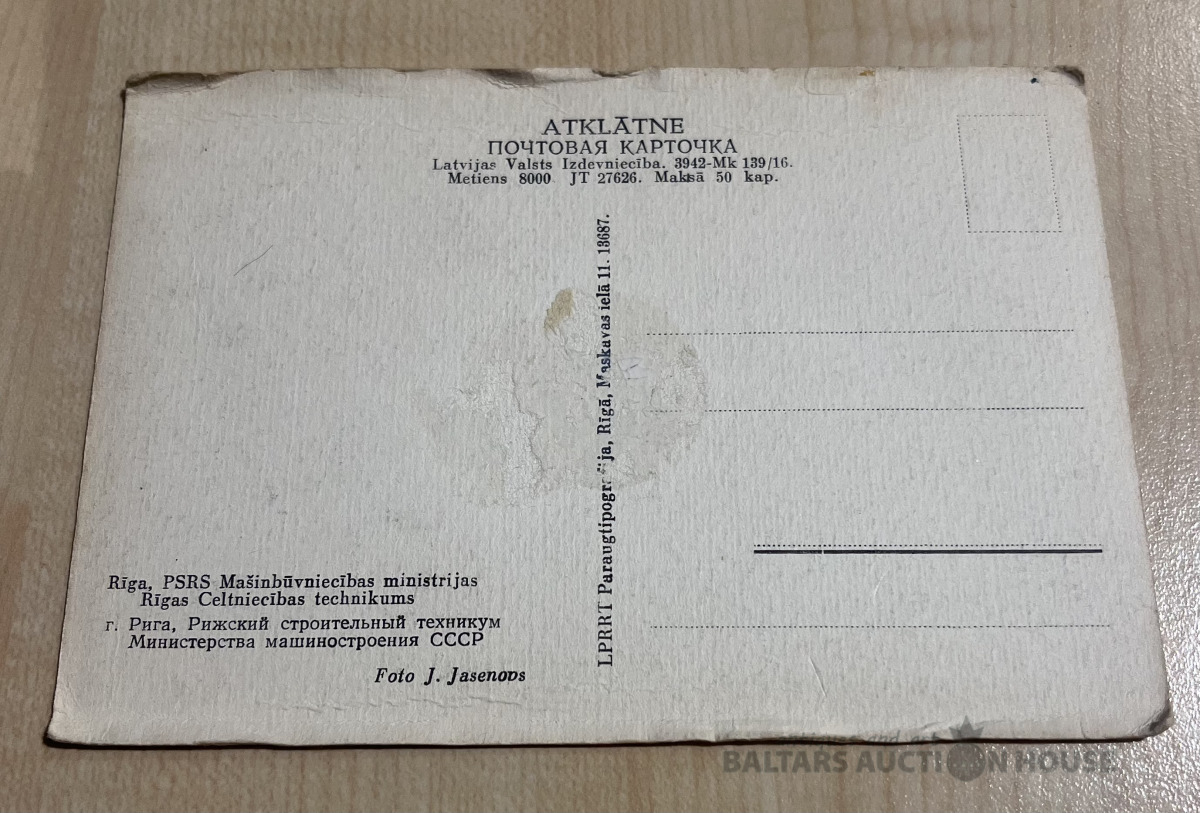 ATKLĀTNE
ПОЧТОВАЯ КАРТОЧКА
Latvijas Valsts Izdevniecība. 3942-Mk 139/16.
Metiens 8000 JT 27626. Maksā 50 kap.
LPRRT Rīgā, Maskavas ielā 11. 13687.
Rīga, PSRS Mašinbūvniecības ministrijas
Rīgas Celtniecības technikums
г. Рига, Рижский строительный техникум
Министерства машиностроения СССР
Foto J. Jasenovs
BALTARS AUCTION HOUSE